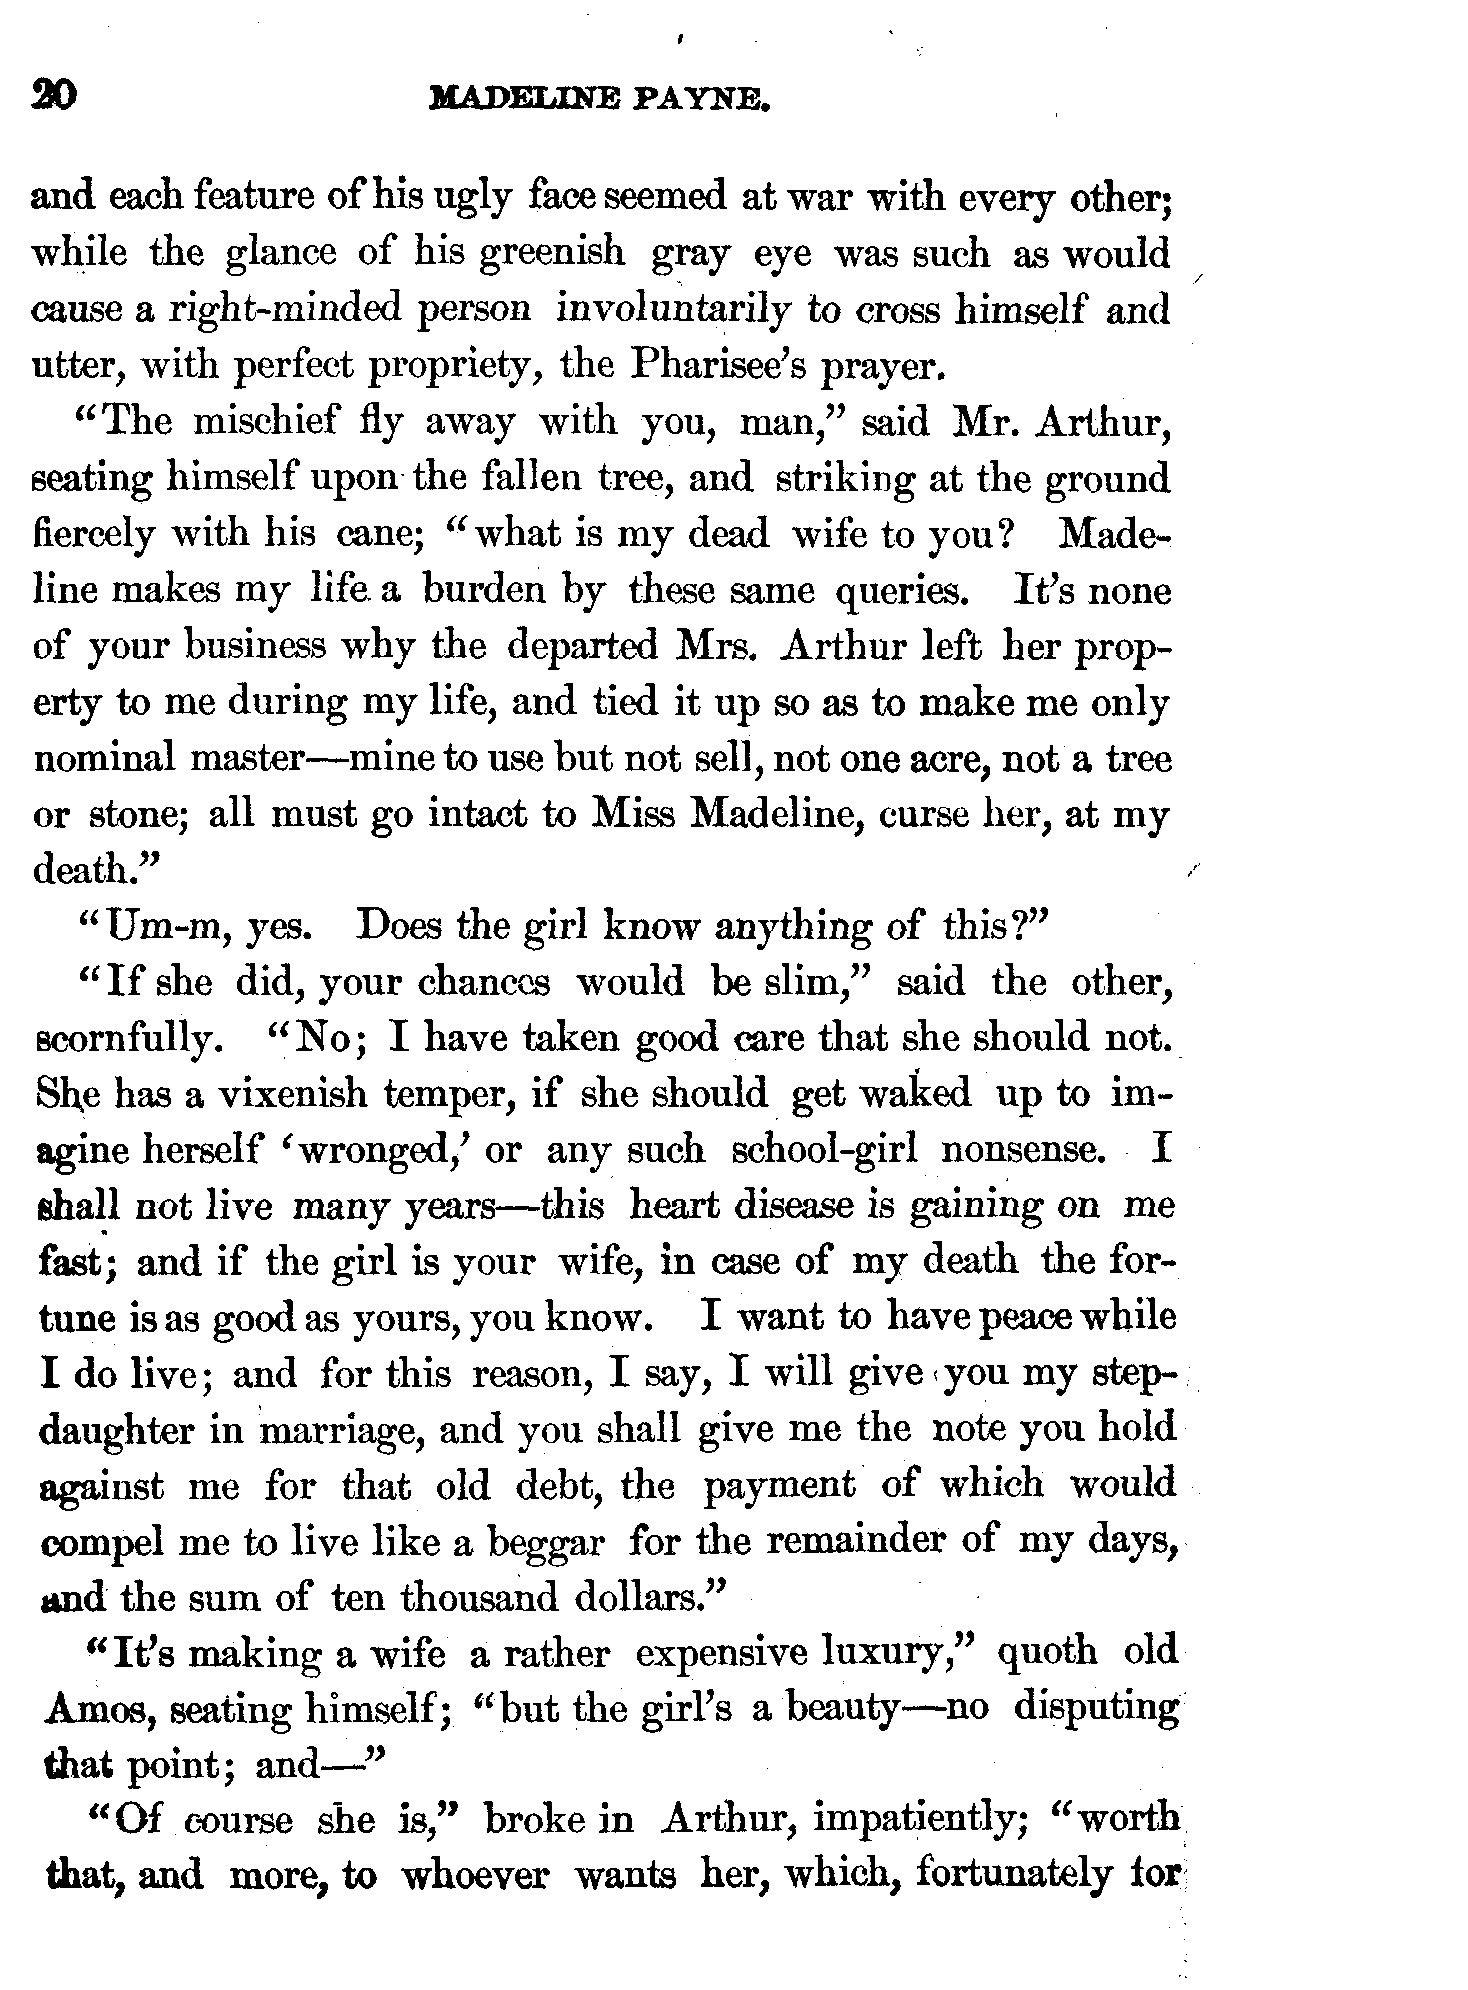 20 MADELINE PAYNE.
and each feature of his ugly face seemed at war with every other;
while the glance of his greenish gray eye was such as would
cause a right-minded person involuntarily to cross himself and
utter, with perfect propriety, the Pharisee's prayer.
"The mischief fly away with you, man," said Mr. Arthur,
seating himself upon the fallen tree, and striking at the ground
fiercely with his cane; "what is my dead wife to you? Made-
line makes my life a burden by these same queries. It's none
of your business why the departed Mrs. Arthur left her prop-
erty to me during my life, and tied it up so as to make me only
nominal master—mine to use but not sell, not one acre, not a tree
or stone; all must go intact to Miss Madeline, curse her, at my
death."
"Um-m, yes. Does the girl know anything of this?"
"If she did, your chances would be slim," said the other,
scornfully. "No; I have taken good care that she should not.
She has a vixenish temper, if she should get waked up to im-
agine herself 'wronged,' or any such school-girl nonsense. I
shall not live many years—this heart disease is gaining on me
fast; and if the girl is your wife, in case of my death the for-
tune is as good as yours, you know. I want to have peace while
I do live; and for this reason, I say, I will give you my step-
daughter in marriage, and you shall give me the note you hold
against me for that old debt, the payment of which would
compel me to live like a beggar for the remainder of my days,
and the sum of ten thousand dollars."
"It's making a wife a rather expensive luxury," quoth old
Amos, seating himself; "but the girl's a beauty—no disputing
that point; and—"
"Of course she is," broke in Arthur, impatiently; "worth
that, and more, to whoever wants her, which, fortunately for